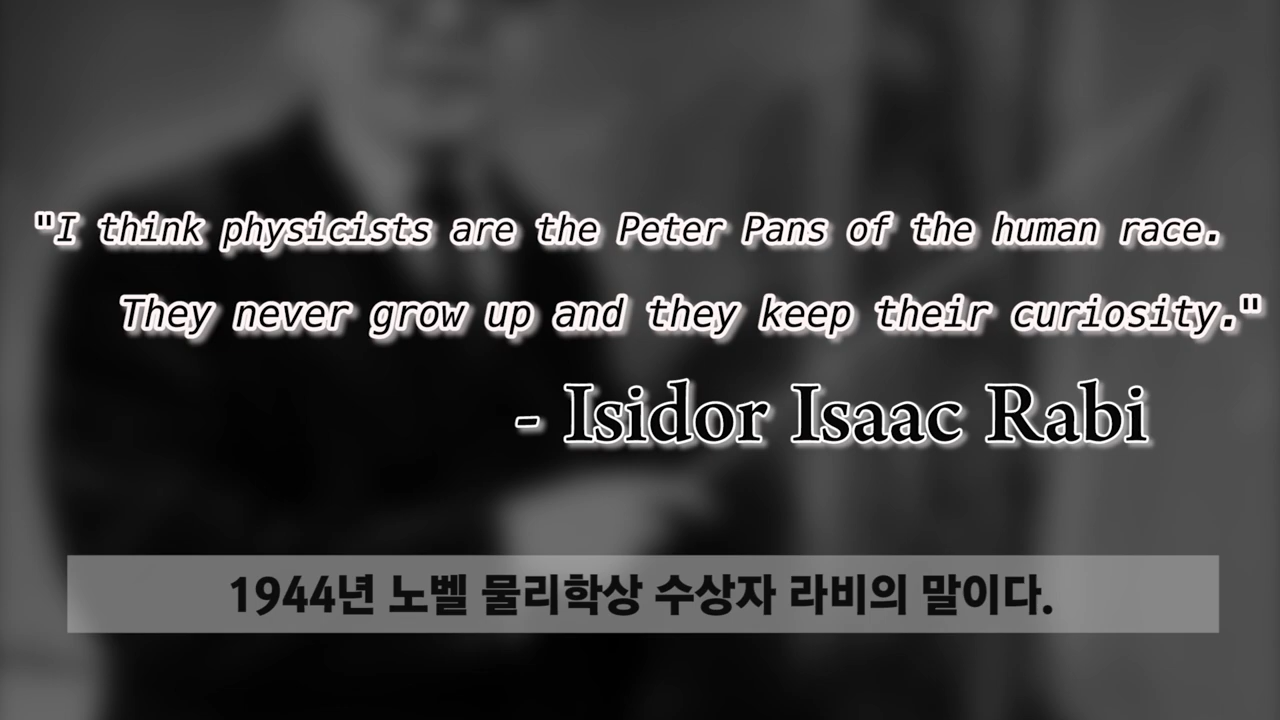 "I think physicists are the Peter Pans of the human race.
They never grow up and they keep their curiosity."
- Isidor Isaac Rabi
1944년 노벨 물리학상 수상자 라비의 말이다.